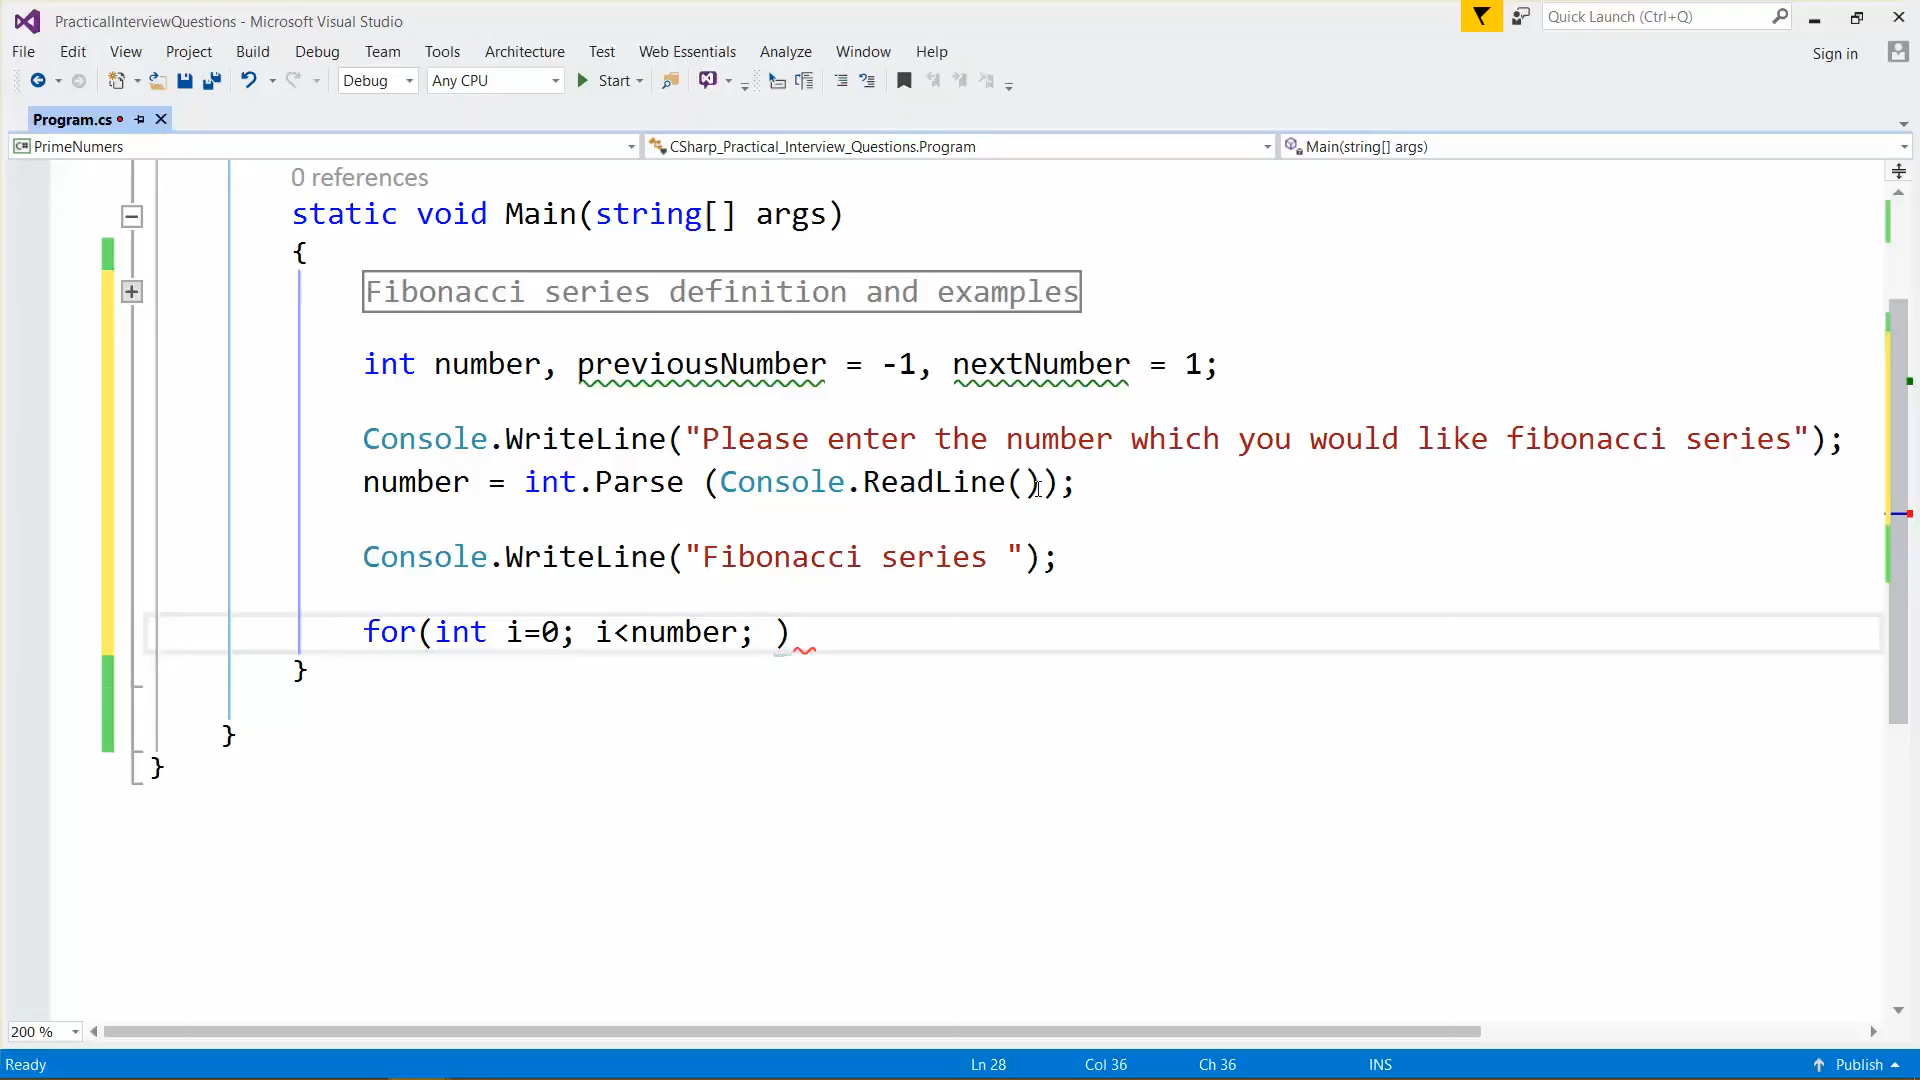 PracticalInterviewQuestions - Microsoft Visual Studio
Quick Launch (Ctrl+Q)
File Edit View Project Build Debug Team Tools Architecture Test Web Essentials Analyze Window Help
Sign in
Debug Any CPU Start
Program.cs
C# PrimeNumers CSharp_Practical_Interview_Questions.Program Main(string[] args)
0 references
static void Main(string[] args)
{
Fibonacci series definition and examples
int number, previousNumber = -1, nextNumber = 1;
Console.WriteLine("Please enter the number which you would like fibonacci series");
number = int.Parse (Console.ReadLine());
Console.WriteLine("Fibonacci series ");
for(int i=0; i<number; )
}
}
}
200 %
Ready Ln 28 Col 36 Ch 36 INS Publish